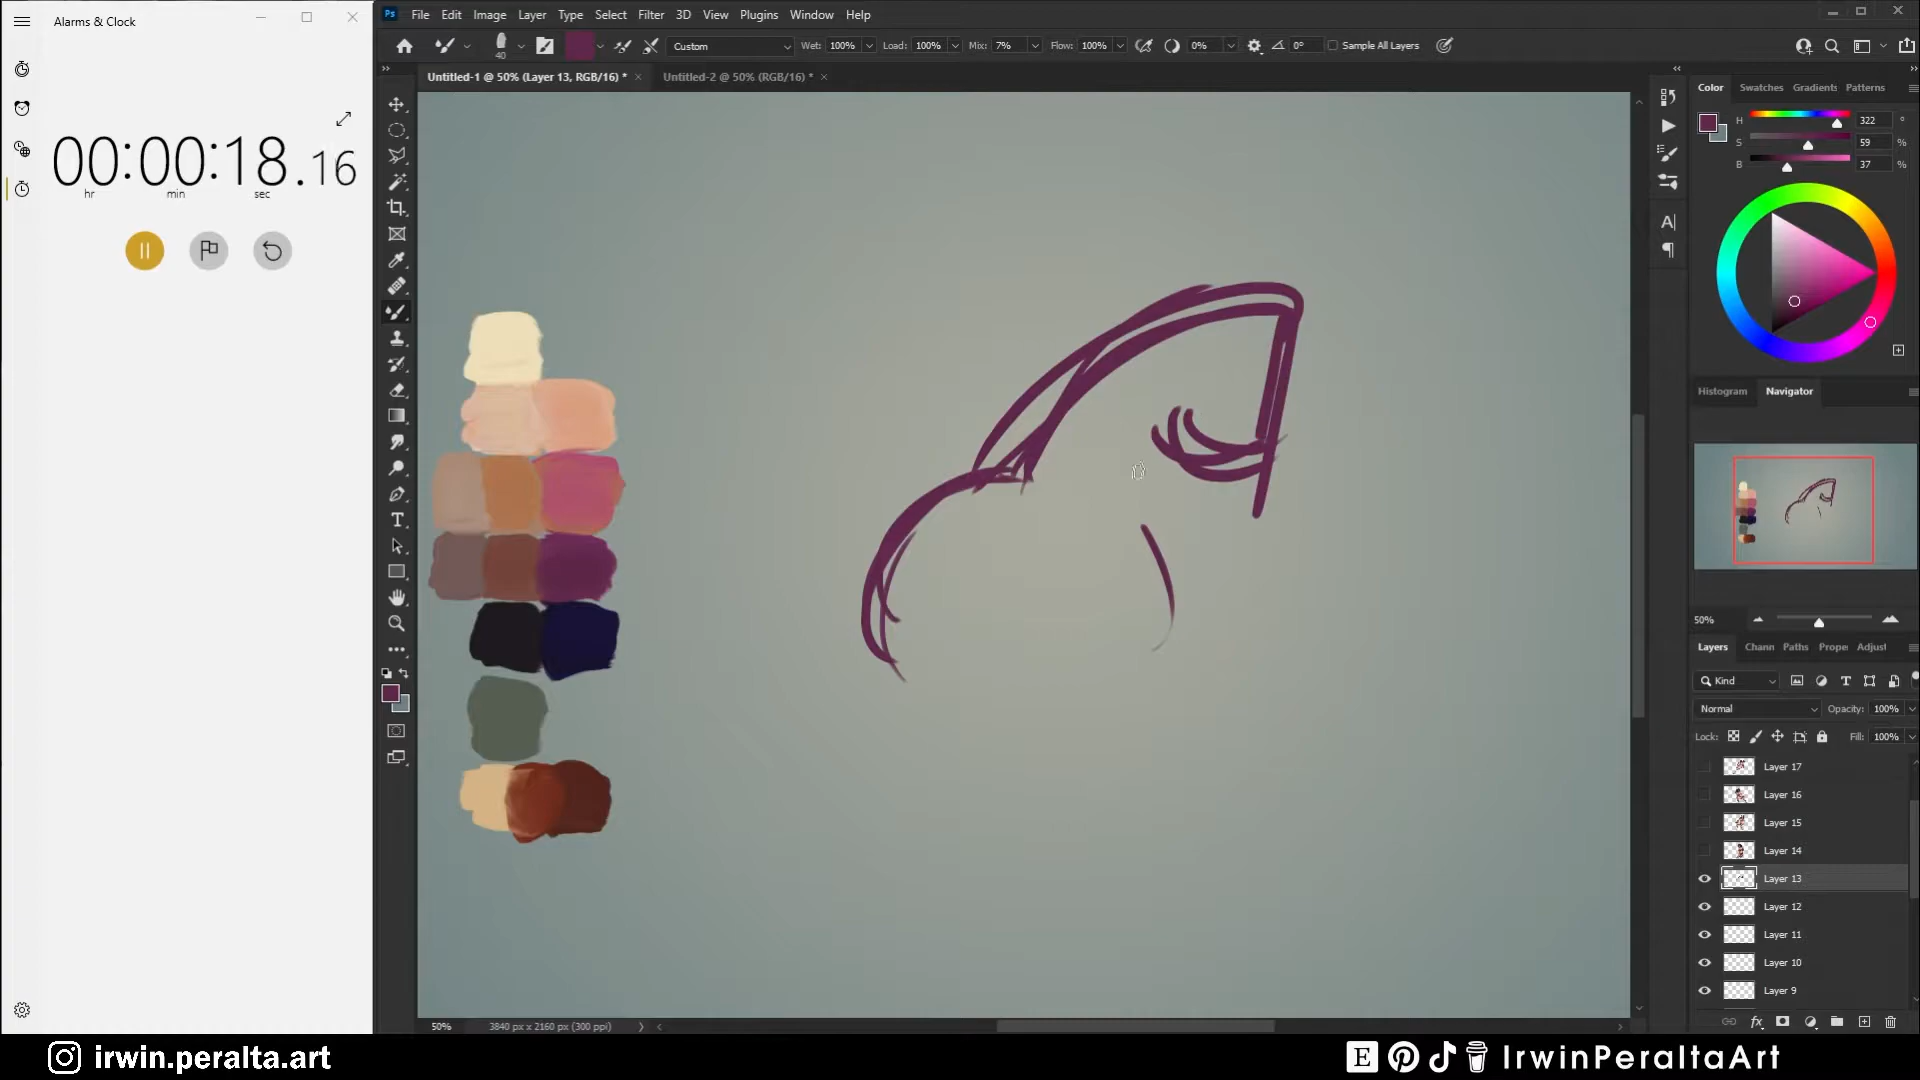 Alarms & Clock
00:00:18.16
hr min sec
Ps File Edit Image Layer Type Select Filter 3D View Plugins Window Help
40 Custom Wet: 100% Load: 100% Mix: 7% Flow: 100% 0% 0° Sample All Layers
Untitled-1 @ 50% (Layer 13, RGB/16) * × Untitled-2 @ 50% (RGB/16) * ×
Color Swatches Gradients Patterns
H 322 °
S 59 %
B 37 %
Histogram Navigator
50%
Layers Chann Paths Prope Adjust
Kind
Normal Opacity: 100%
Lock: Fill: 100%
Layer 17
Layer 16
Layer 15
Layer 14
Layer 13
Layer 12
Layer 11
Layer 10
Layer 9
50% 3840 px x 2160 px (300 ppi)
irwin.peralta.art
IrwinPeraltaArt